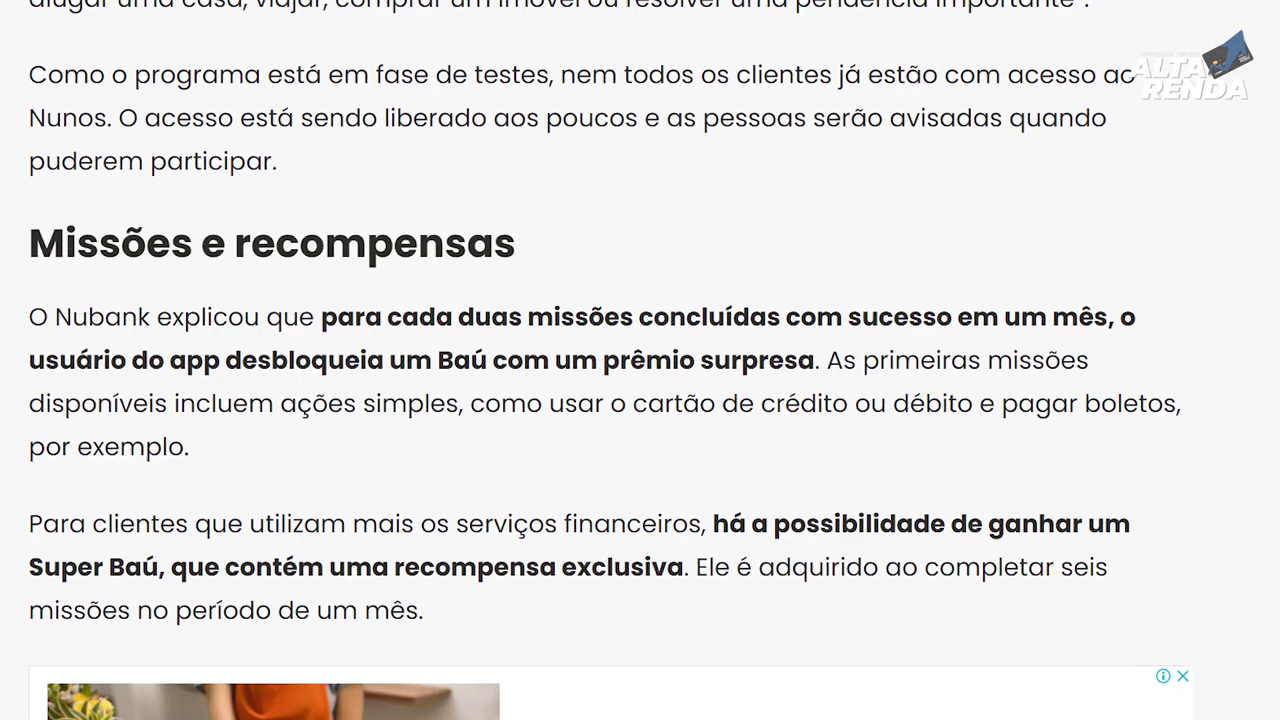 alugar uma casa, viajar, comprar um imóvel ou resolver uma pendência importante".
Como o programa está em fase de testes, nem todos os clientes já estão com acesso ao
Nunos. O acesso está sendo liberado aos poucos e as pessoas serão avisadas quando
puderem participar.
ALTA
RENDA
Missões e recompensas
O Nubank explicou que para cada duas missões concluídas com sucesso em um mês, o
usuário do app desbloqueia um Baú com um prêmio surpresa. As primeiras missões
disponíveis incluem ações simples, como usar o cartão de crédito ou débito e pagar boletos,
por exemplo.
Para clientes que utilizam mais os serviços financeiros, há a possibilidade de ganhar um
Super Baú, que contém uma recompensa exclusiva. Ele é adquirido ao completar seis
missões no período de um mês.